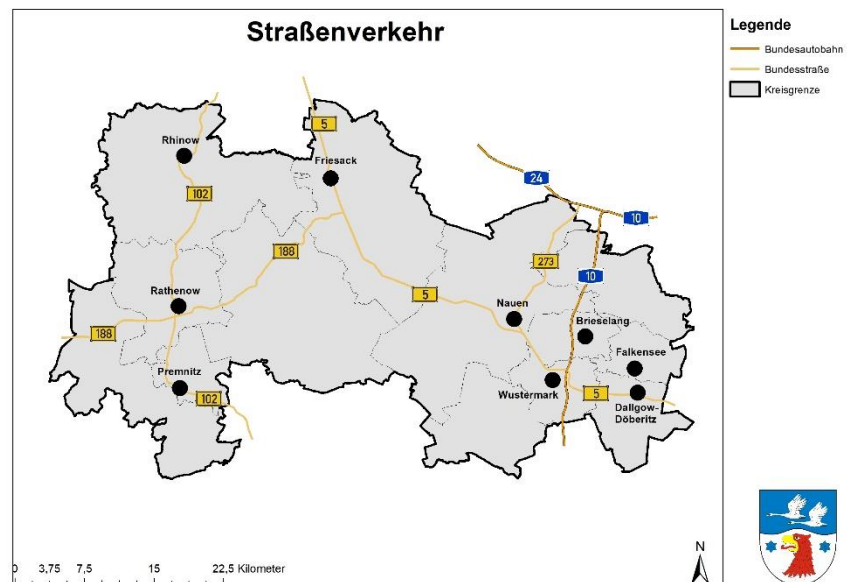 Straßenverkehr
Legende
Bundesautobahn
Bundesstraße
Kreisgrenze
5
Rhinow
Friesack
24
102
10
188
273
10
5
Rathenow
Nauen
Brieselang
188
Falkensee
Premnitz
102
Wustermark
5
Dallgow-
Döberitz
N
0 3,75 7,5 15 22,5 Kilometer